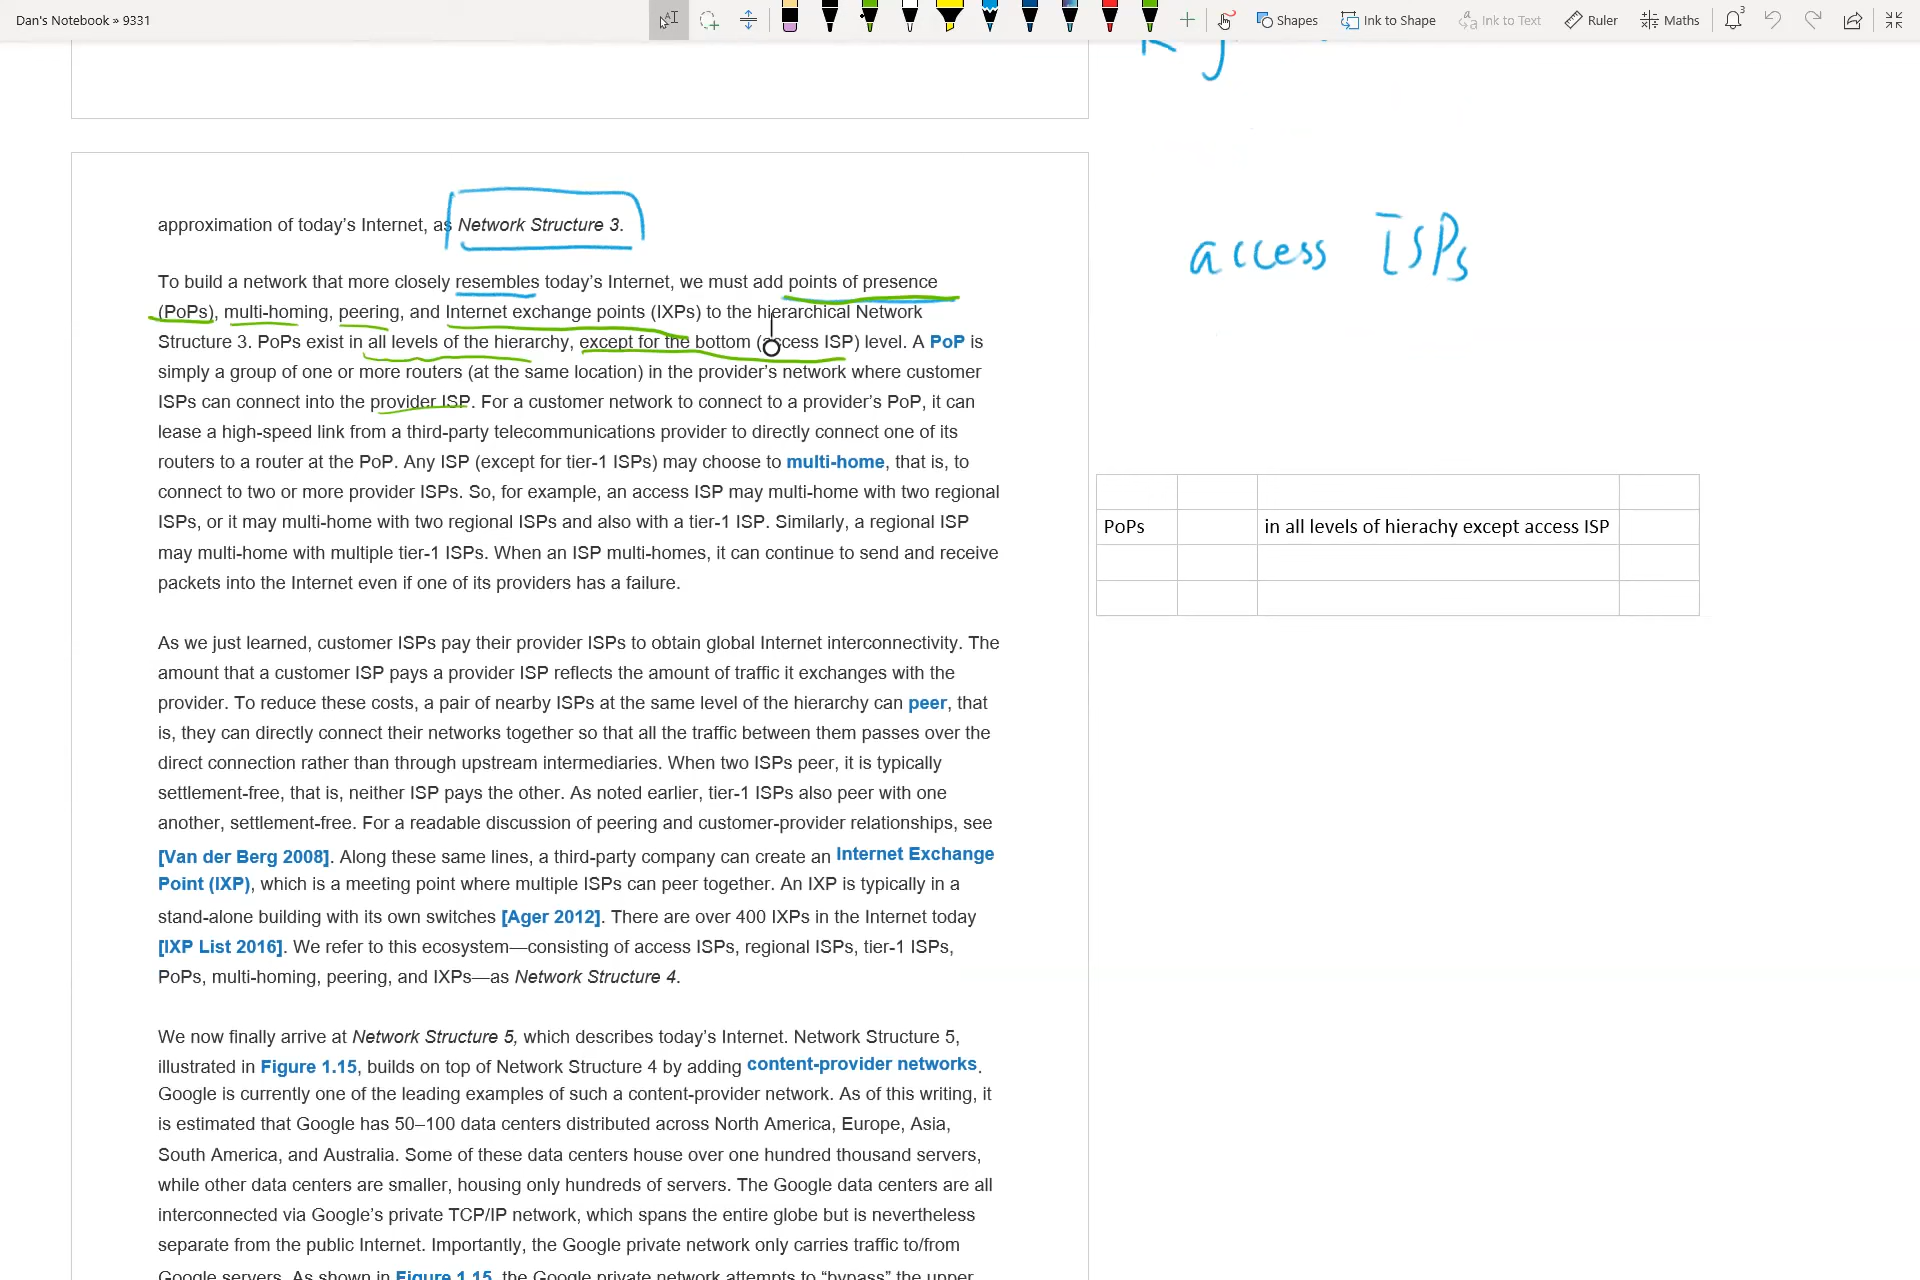 Dan's Notebook » 9331
Shapes
Ink to Shape
Ink to Text
Ruler
Maths
3
approximation of today's Internet, as Network Structure 3.
access ISPs
To build a network that more closely resembles today's Internet, we must add points of presence
(PoPs), multi-homing, peering, and Internet exchange points (IXPs) to the hierarchical Network
Structure 3. PoPs exist in all levels of the hierarchy, except for the bottom (access ISP) level. A PoP is
simply a group of one or more routers (at the same location) in the provider's network where customer
ISPs can connect into the provider ISP. For a customer network to connect to a provider's PoP, it can
lease a high-speed link from a third-party telecommunications provider to directly connect one of its
routers to a router at the PoP. Any ISP (except for tier-1 ISPs) may choose to multi-home, that is, to
connect to two or more provider ISPs. So, for example, an access ISP may multi-home with two regional
ISPs, or it may multi-home with two regional ISPs and also with a tier-1 ISP. Similarly, a regional ISP
may multi-home with multiple tier-1 ISPs. When an ISP multi-homes, it can continue to send and receive
packets into the Internet even if one of its providers has a failure.
PoPs in all levels of hierachy except access ISP
As we just learned, customer ISPs pay their provider ISPs to obtain global Internet interconnectivity. The
amount that a customer ISP pays a provider ISP reflects the amount of traffic it exchanges with the
provider. To reduce these costs, a pair of nearby ISPs at the same level of the hierarchy can peer, that
is, they can directly connect their networks together so that all the traffic between them passes over the
direct connection rather than through upstream intermediaries. When two ISPs peer, it is typically
settlement-free, that is, neither ISP pays the other. As noted earlier, tier-1 ISPs also peer with one
another, settlement-free. For a readable discussion of peering and customer-provider relationships, see
[Van der Berg 2008]. Along these same lines, a third-party company can create an Internet Exchange
Point (IXP), which is a meeting point where multiple ISPs can peer together. An IXP is typically in a
stand-alone building with its own switches [Ager 2012]. There are over 400 IXPs in the Internet today
[IXP List 2016]. We refer to this ecosystem—consisting of access ISPs, regional ISPs, tier-1 ISPs,
PoPs, multi-homing, peering, and IXPs—as Network Structure 4.
We now finally arrive at Network Structure 5, which describes today's Internet. Network Structure 5,
illustrated in Figure 1.15, builds on top of Network Structure 4 by adding content-provider networks.
Google is currently one of the leading examples of such a content-provider network. As of this writing, it
is estimated that Google has 50–100 data centers distributed across North America, Europe, Asia,
South America, and Australia. Some of these data centers house over one hundred thousand servers,
while other data centers are smaller, housing only hundreds of servers. The Google data centers are all
interconnected via Google's private TCP/IP network, which spans the entire globe but is nevertheless
separate from the public Internet. Importantly, the Google private network only carries traffic to/from
Google servers. As shown in Figure 1.15, the Google private network attempts to "bypass" the upper